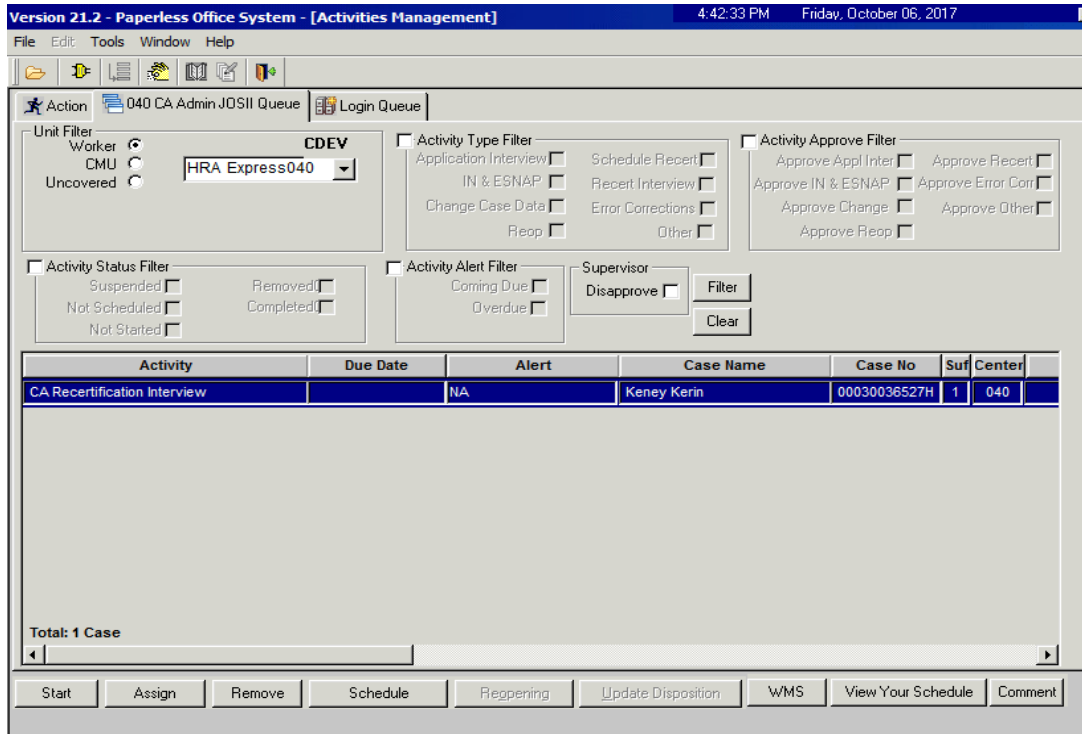 Version 21.2 - Paperless Office System - [Activities Management] 4:42:33 PM Friday, October 06, 2017
File Edit Tools Window Help
Action 040 CA Admin JOSII Queue Login Queue
Unit Filter
Worker
CMU
Uncovered
CDEV
HRA Express040
Activity Type Filter
Application Interview Schedule Recert
IN & ESNAP Recert Interview
Change Case Data Error Corrections
Reop Other
Activity Approve Filter
Approve Appl Inter Approve Recert
Approve IN & ESNAP Approve Error Corr
Approve Change Approve Other
Approve Reop
Activity Status Filter
Suspended Removed
Not Scheduled Completed
Not Started
Activity Alert Filter
Coming Due
Overdue
Supervisor
Disapprove
Filter
Clear
Activity Due Date Alert Case Name Case No Suf Center
CA Recertification Interview NA Keney Kerin 00030036527H 1 040
Total: 1 Case
Start Assign Remove Schedule Reopening Update Disposition WMS View Your Schedule Comment